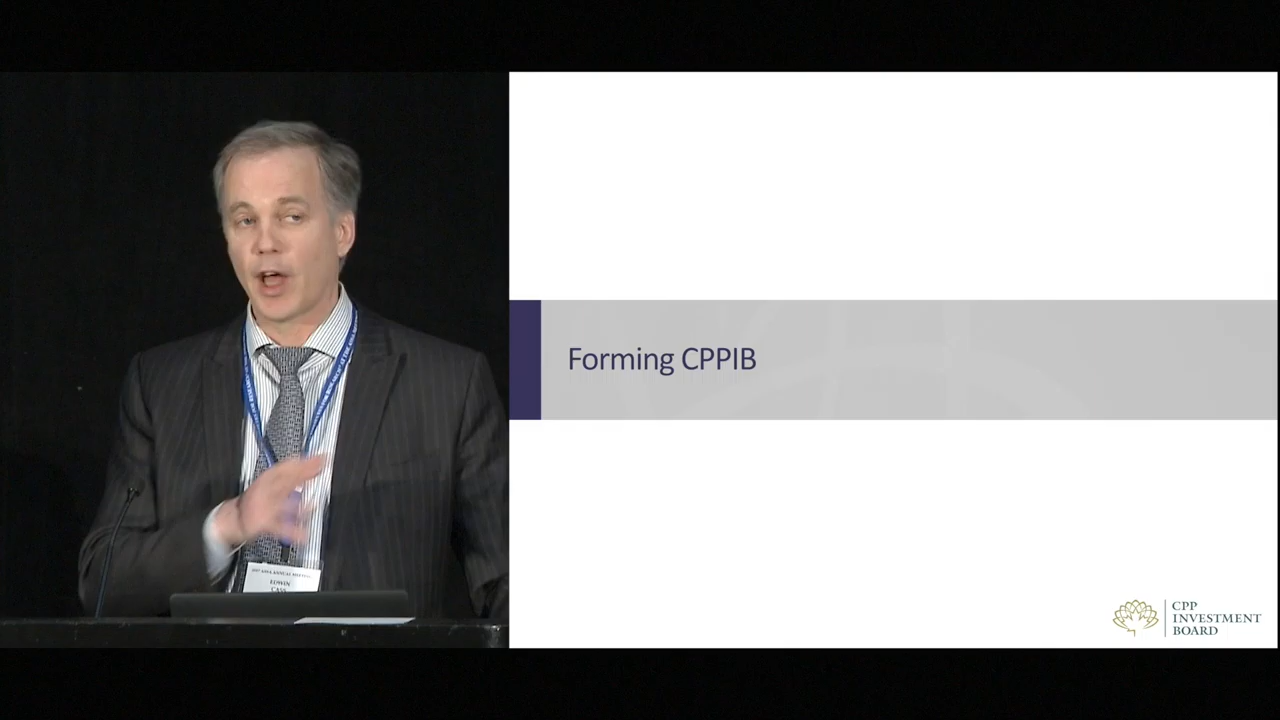 Forming CPPIB
EDWIN
CASS
CPP
INVESTMENT
BOARD